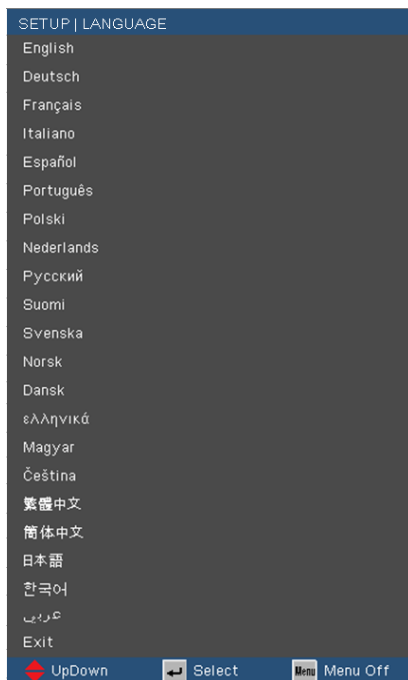 SETUP | LANGUAGE
English
Deutsch
Français
Italiano
Español
Português
Polski
Nederlands
Русский
Suomi
Svenska
Norsk
Dansk
ελληνικά
Magyar
Čeština
繁體中文
简体中文
日本語
한국어
عربي
Exit
UpDown Select Menu Menu Off